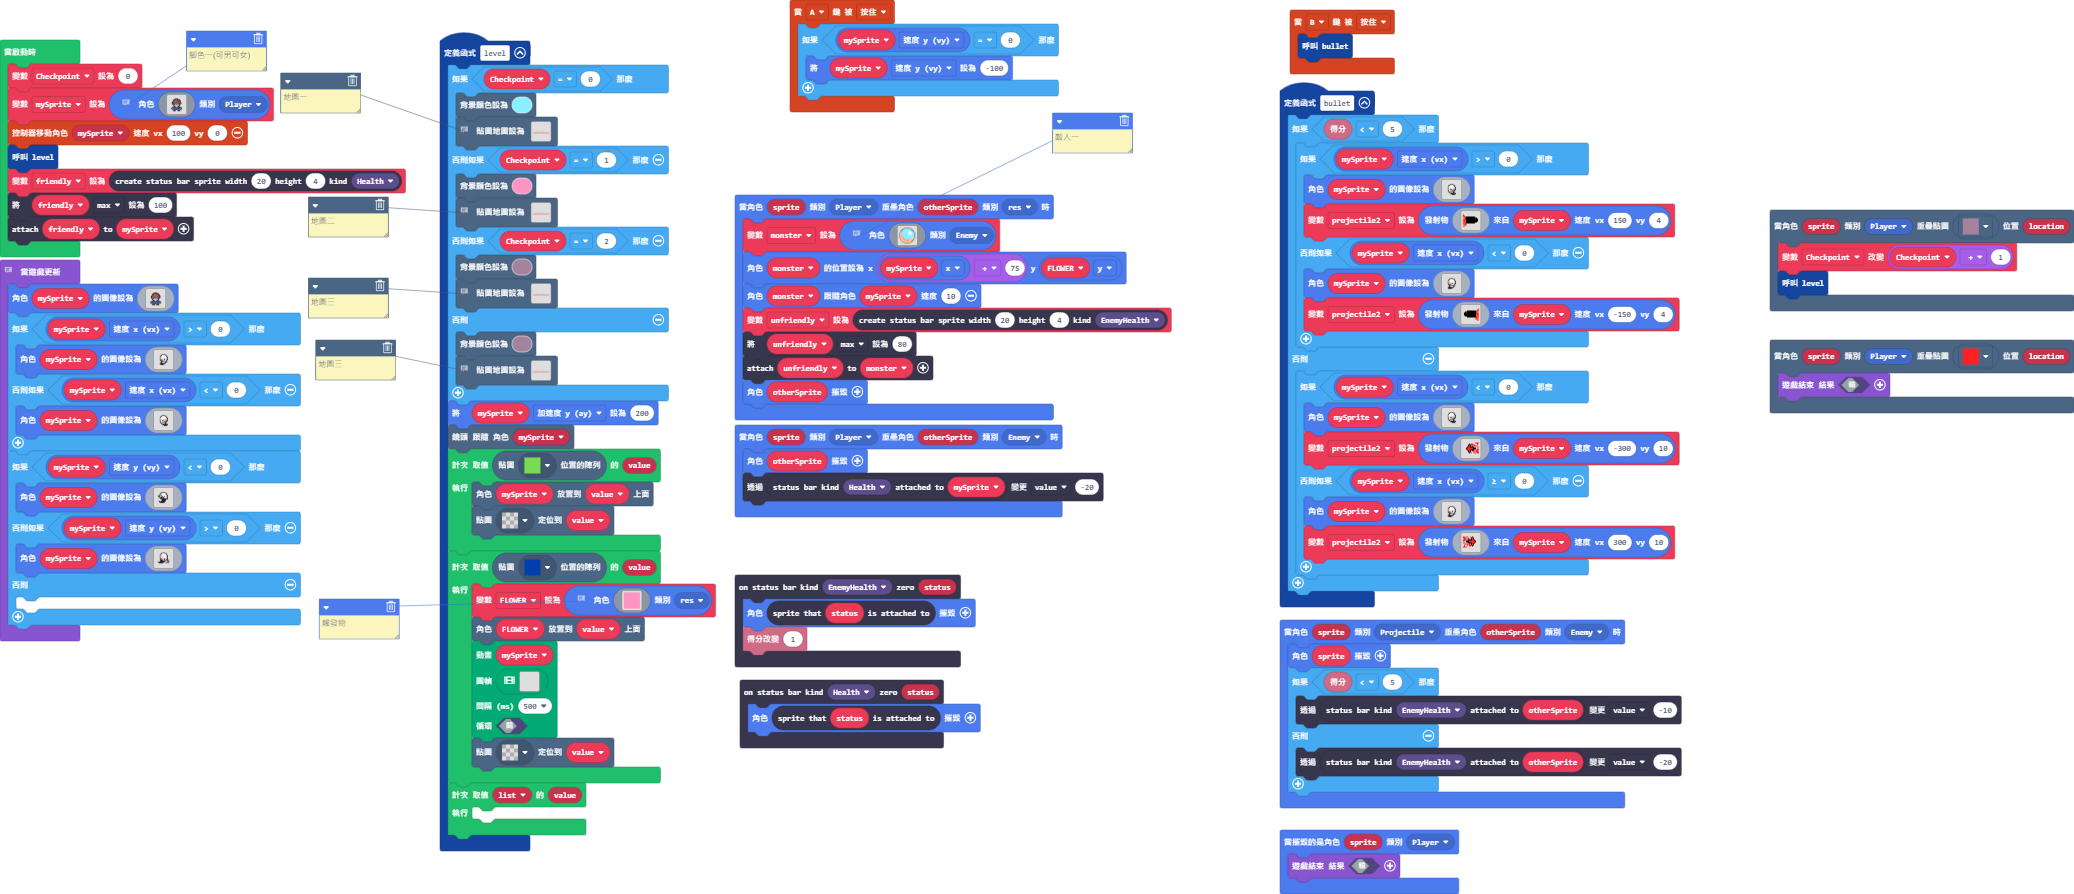 當啟動時
變數 Checkpoint 設為 0
變數 mySprite 設為 角色 類別 Player
控制器移動角色 mySprite 速度 vx 100 vy 0
呼叫 level
變數 friendly 設為 create status bar sprite width 20 height 4 kind Health
將 friendly max 設為 100
attach friendly to mySprite
腳色一(可男可女)
地圖一
地圖二
地圖三
地圖三
觸發物
當遊戲更新
角色 mySprite 的圖像設為
如果 mySprite 速度 x (vx) > 0 那麼
角色 mySprite 的圖像設為
否則如果 mySprite 速度 x (vx) < 0 那麼
角色 mySprite 的圖像設為
如果 mySprite 速度 y (vy) < 0 那麼
角色 mySprite 的圖像設為
否則如果 mySprite 速度 y (vy) > 0 那麼
角色 mySprite 的圖像設為
否則
定義函式 level
如果 Checkpoint = 0 那麼
背景顏色設為
貼圖地圖設為
否則如果 Checkpoint = 1 那麼
背景顏色設為
貼圖地圖設為
否則如果 Checkpoint = 2 那麼
背景顏色設為
貼圖地圖設為
否則
背景顏色設為
貼圖地圖設為
將 mySprite 加速度 y (ay) 設為 200
鏡頭 跟隨 角色 mySprite
計次 取值 貼圖 位置的陣列 的 value
執行
角色 mySprite 放置到 value 上面
貼圖 定位到 value
計次 取值 貼圖 位置的陣列 的 value
執行
變數 FLOWER 設為 角色 類別 res
角色 FLOWER 放置到 value 上面
動畫 mySprite
圖幀
間隔 (ms) 500
循環
貼圖 定位到 value
計次 取值 list 的 value
執行
當 A 鍵 被 按住
如果 mySprite 速度 y (vy) = 0 那麼
將 mySprite 速度 y (vy) 設為 -100
敵人一
當角色 sprite 類別 Player 重疊角色 otherSprite 類別 res 時
變數 monster 設為 角色 類別 Enemy
角色 monster 的位置設為 x mySprite x + 75 y FLOWER y
角色 monster 跟隨角色 mySprite 速度 10
變數 unfriendly 設為 create status bar sprite width 20 height 4 kind EnemyHealth
將 unfriendly max 設為 80
attach unfriendly to monster
角色 otherSprite 摧毀
當角色 sprite 類別 Player 重疊角色 otherSprite 類別 Enemy 時
角色 otherSprite 摧毀
透過 status bar kind Health attached to mySprite 變更 value -20
on status bar kind EnemyHealth zero status
角色 sprite that status is attached to 摧毀
得分改變 1
on status bar kind Health zero status
角色 sprite that status is attached to 摧毀
當 B 鍵 被 按住
呼叫 bullet
定義函式 bullet
如果 得分 < 5 那麼
如果 mySprite 速度 x (vx) > 0 那麼
角色 mySprite 的圖像設為
變數 projectile2 設為 發射物 來自 mySprite 速度 vx 150 vy 4
否則如果 mySprite 速度 x (vx) < 0 那麼
角色 mySprite 的圖像設為
變數 projectile2 設為 發射物 來自 mySprite 速度 vx -150 vy 4
否則
如果 mySprite 速度 x (vx) < 0 那麼
角色 mySprite 的圖像設為
變數 projectile2 設為 發射物 來自 mySprite 速度 vx -300 vy 10
否則如果 mySprite 速度 x (vx) ≥ 0 那麼
角色 mySprite 的圖像設為
變數 projectile2 設為 發射物 來自 mySprite 速度 vx 300 vy 10
當角色 sprite 類別 Projectile 重疊角色 otherSprite 類別 Enemy 時
角色 sprite 摧毀
如果 得分 < 5 那麼
透過 status bar kind EnemyHealth attached to otherSprite 變更 value -10
否則
透過 status bar kind EnemyHealth attached to otherSprite 變更 value -20
當摧毀的是角色 sprite 類別 Player
遊戲結束 結果 輸
當角色 sprite 類別 Player 重疊貼圖 位置 location
變數 Checkpoint 改變 Checkpoint + 1
呼叫 level
當角色 sprite 類別 Player 重疊貼圖 位置 location
遊戲結束 結果 輸